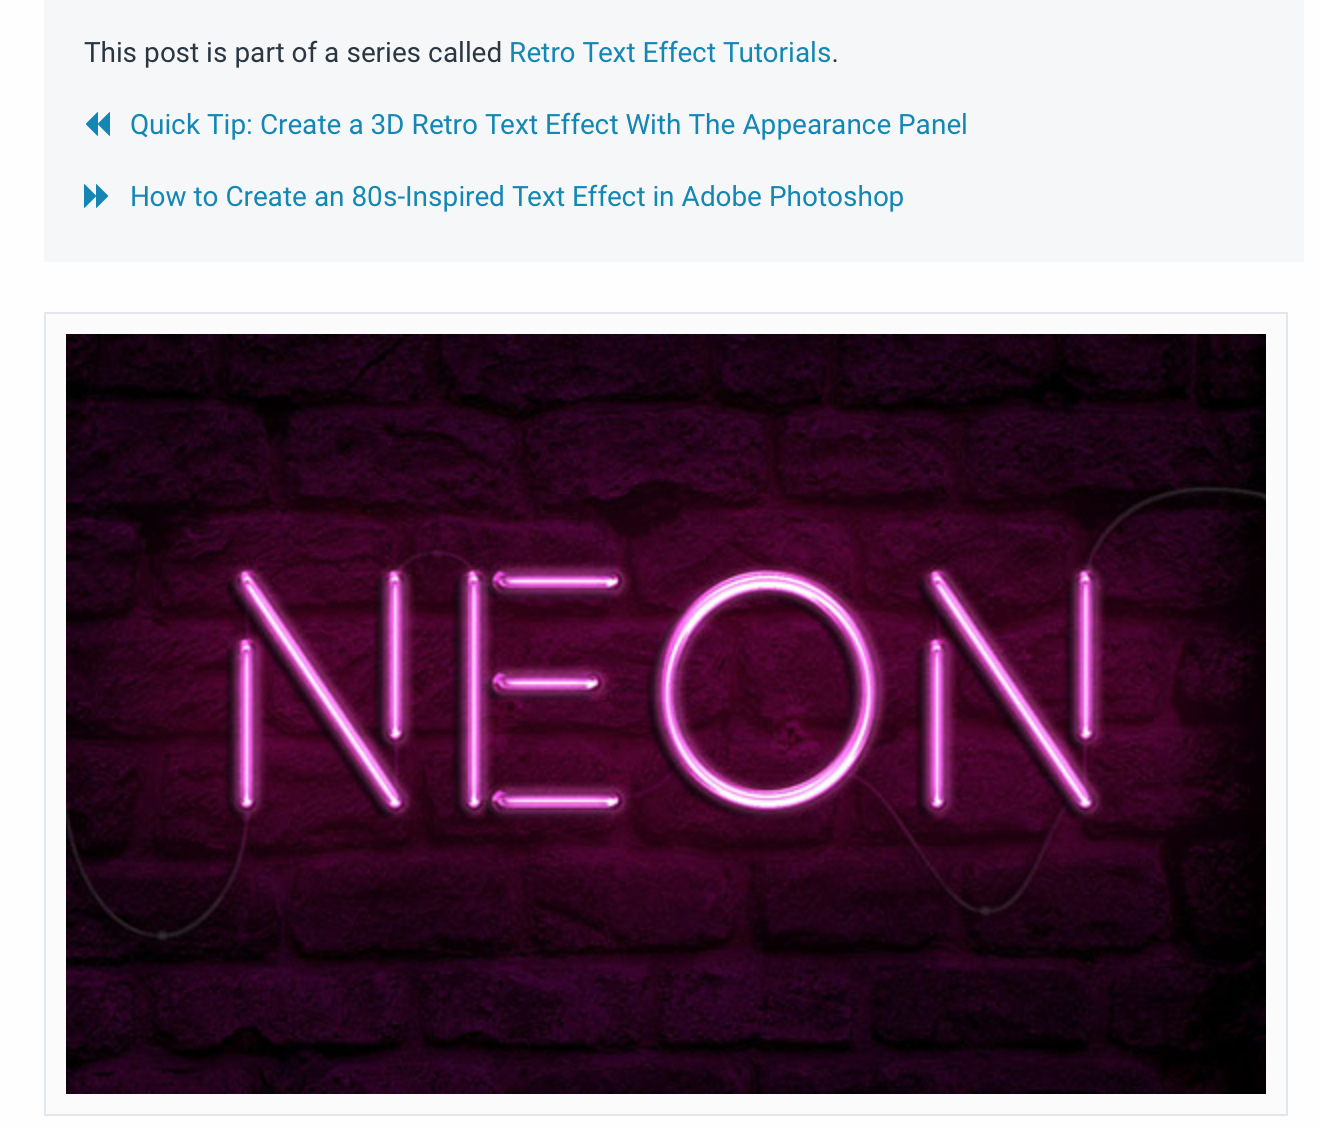 This post is part of a series called Retro Text Effect Tutorials.
Quick Tip: Create a 3D Retro Text Effect With The Appearance Panel
How to Create an 80s-Inspired Text Effect in Adobe Photoshop
NEON